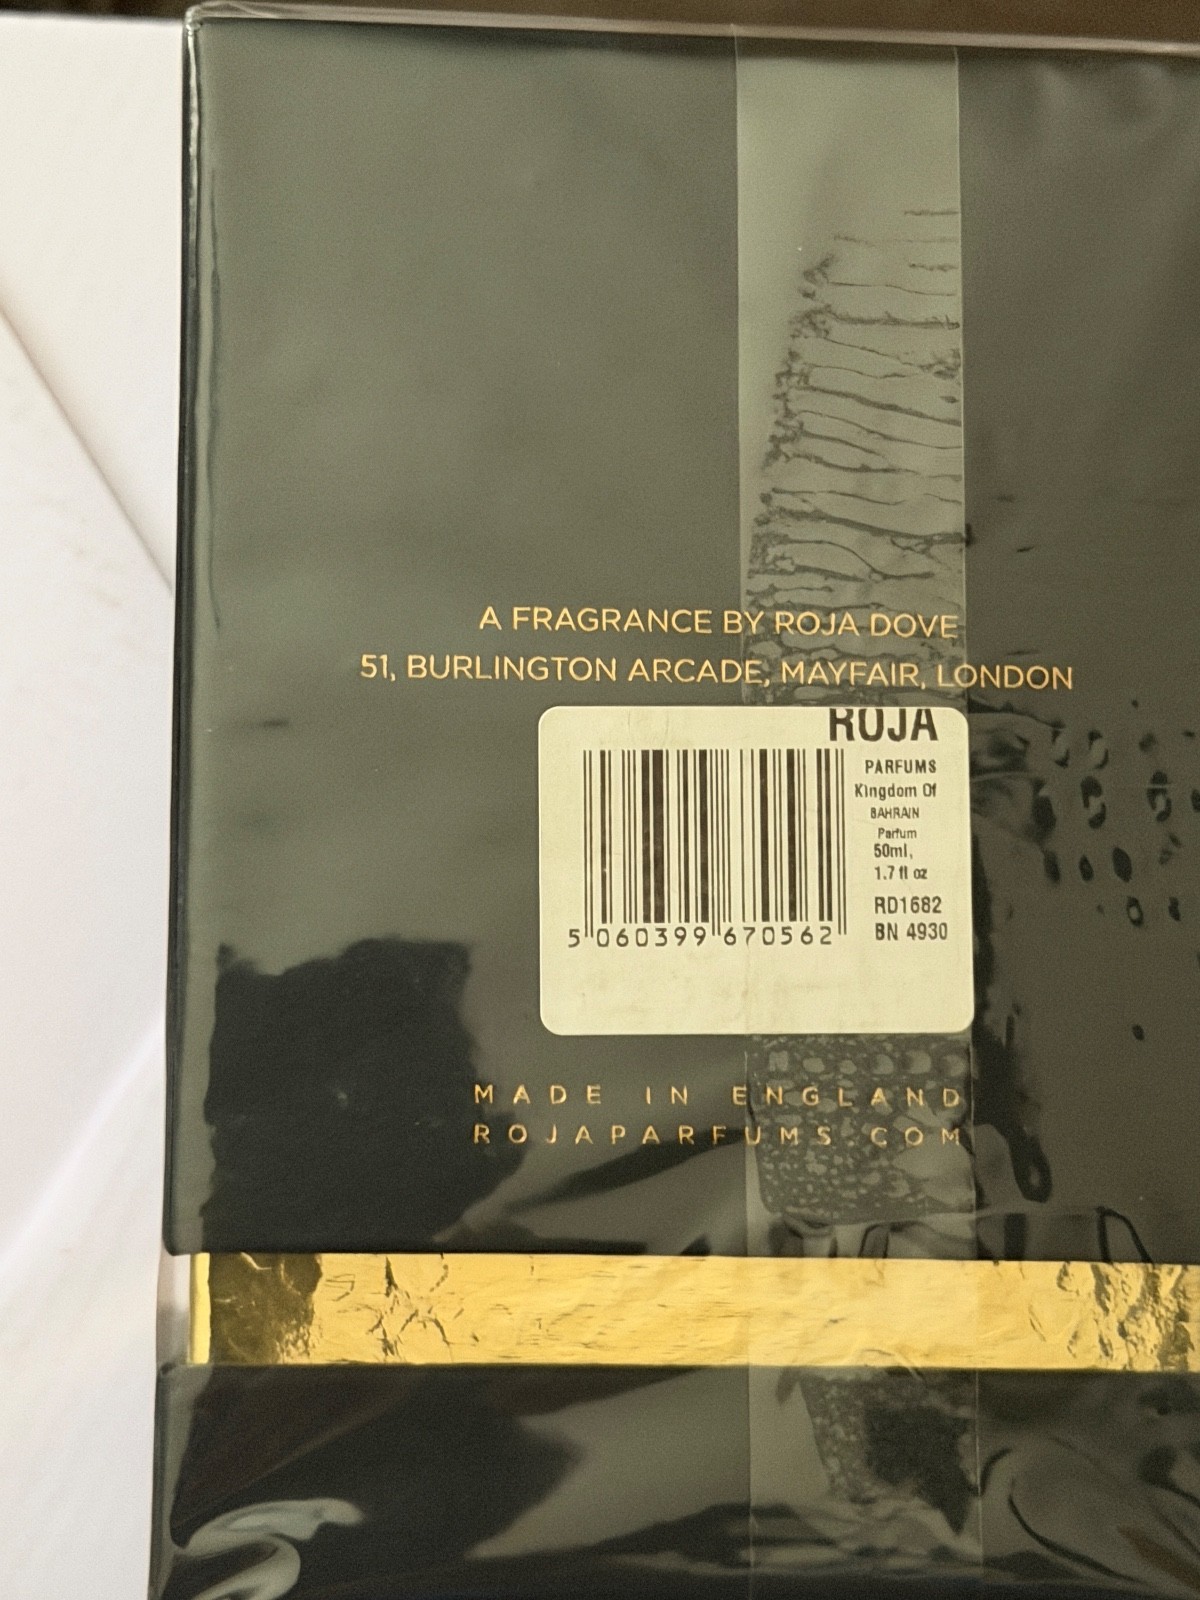 A FRAGRANCE BY ROJA DOVE
51, BURLINGTON ARCADE, MAYFAIR, LONDON
ROJA
PARFUMS
Kingdom Of
BAHRAIN
Parfum
50ml,
1.7 fl oz
RD1682
BN 4930
5 060399 670562
MADE IN ENGLAND
ROJAPARFUMS.COM